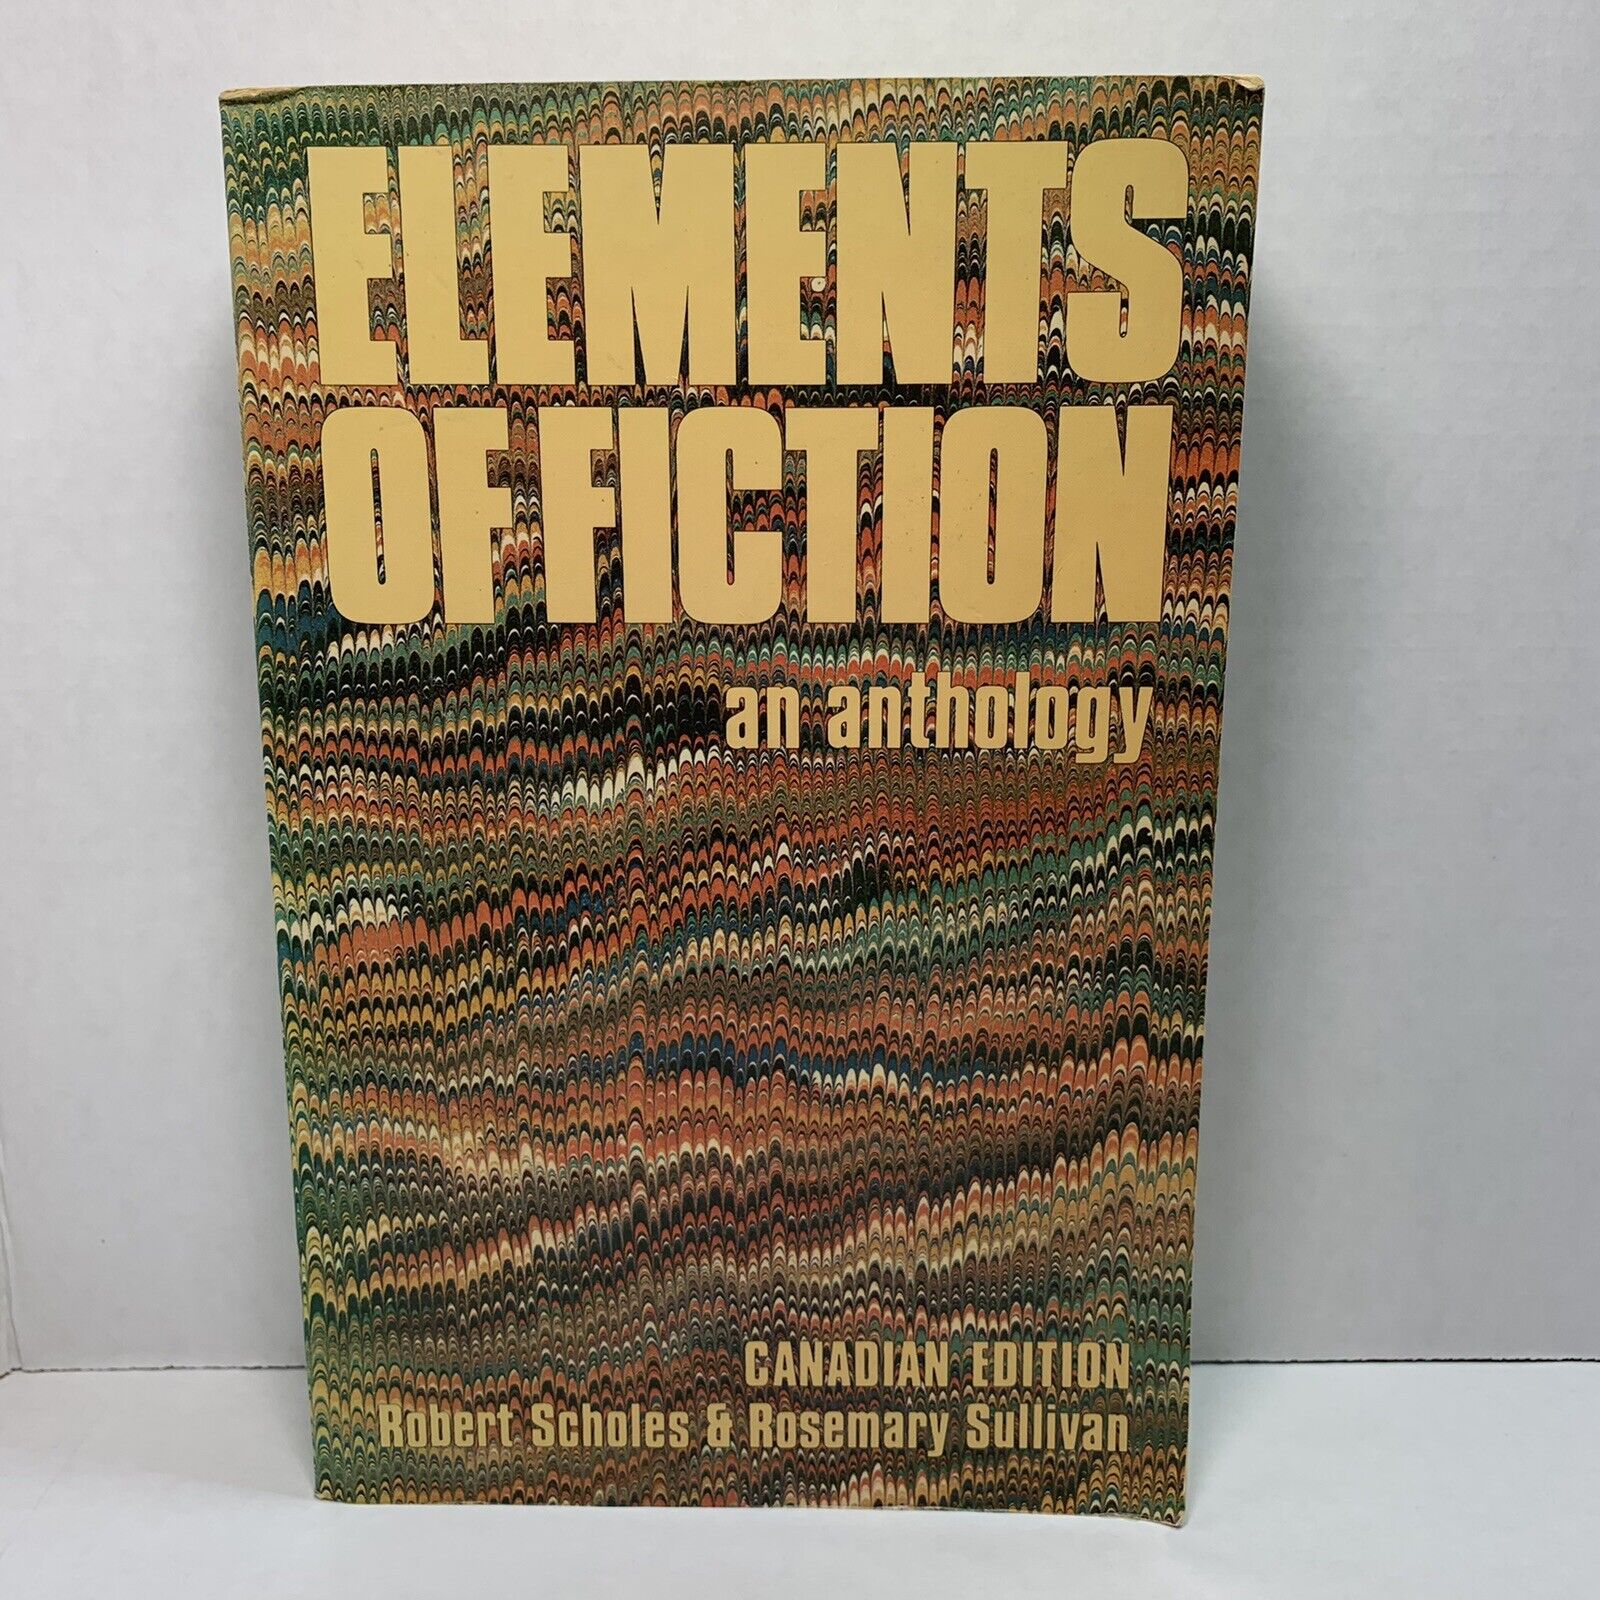 ELEMENTS
OF FICTION
an anthology
CANADIAN EDITION
Robert Scholes & Rosemary Sullivan